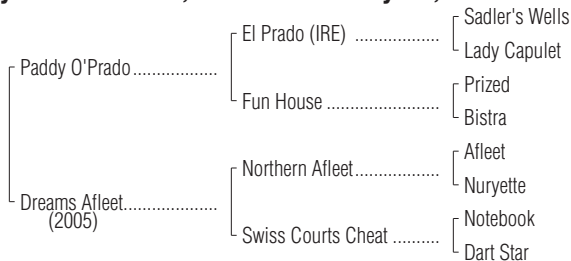 Sadler's Wells
El Prado (IRE) ..................
Lady Capulet
Paddy O'Prado..................
Prized
Fun House ........................
Bistra
Afleet
Northern Afleet..................
Nuryette
Dreams Afleet....................
(2005)
Notebook
Swiss Courts Cheat ..........
Dart Star